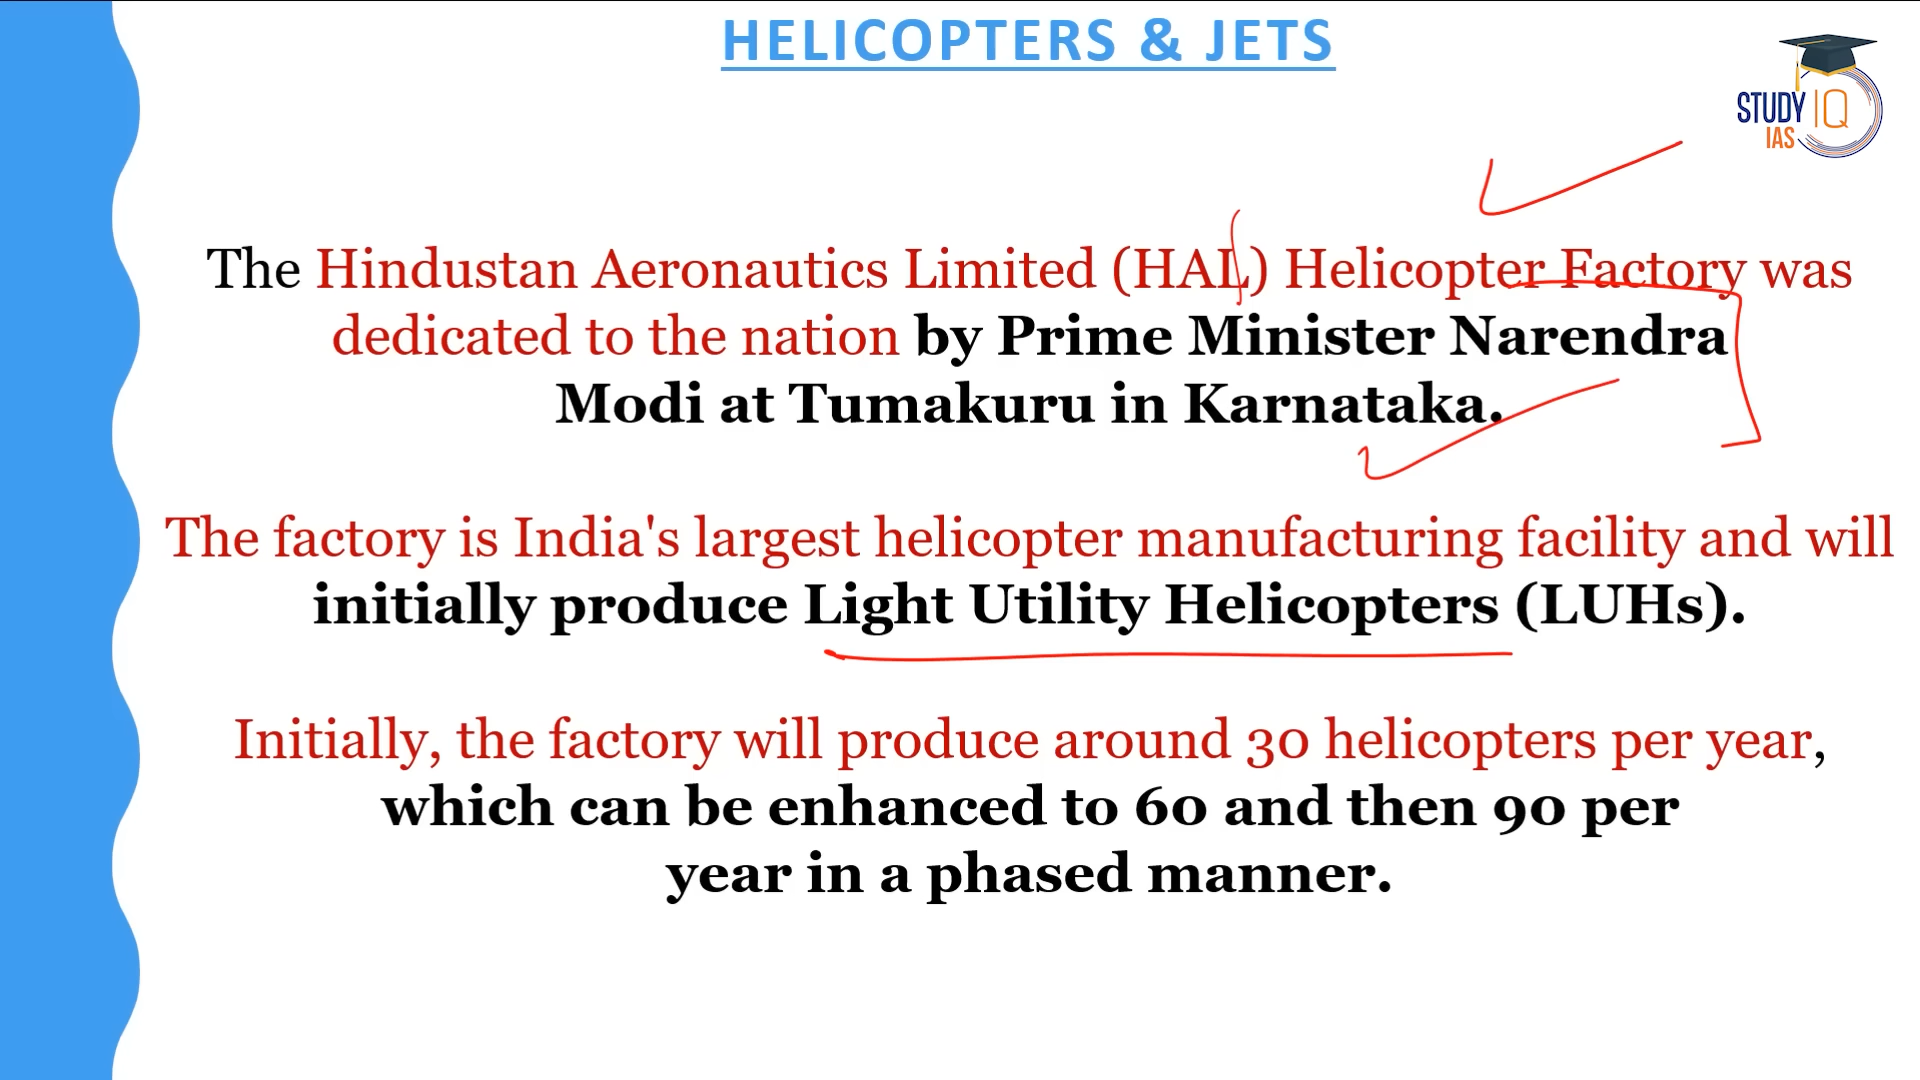 HELICOPTERS & JETS
STUDY IQ
IAS
The Hindustan Aeronautics Limited (HAL) Helicopter Factory was
dedicated to the nation by Prime Minister Narendra
Modi at Tumakuru in Karnataka.
The factory is India's largest helicopter manufacturing facility and will
initially produce Light Utility Helicopters (LUHs).
Initially, the factory will produce around 30 helicopters per year,
which can be enhanced to 60 and then 90 per
year in a phased manner.